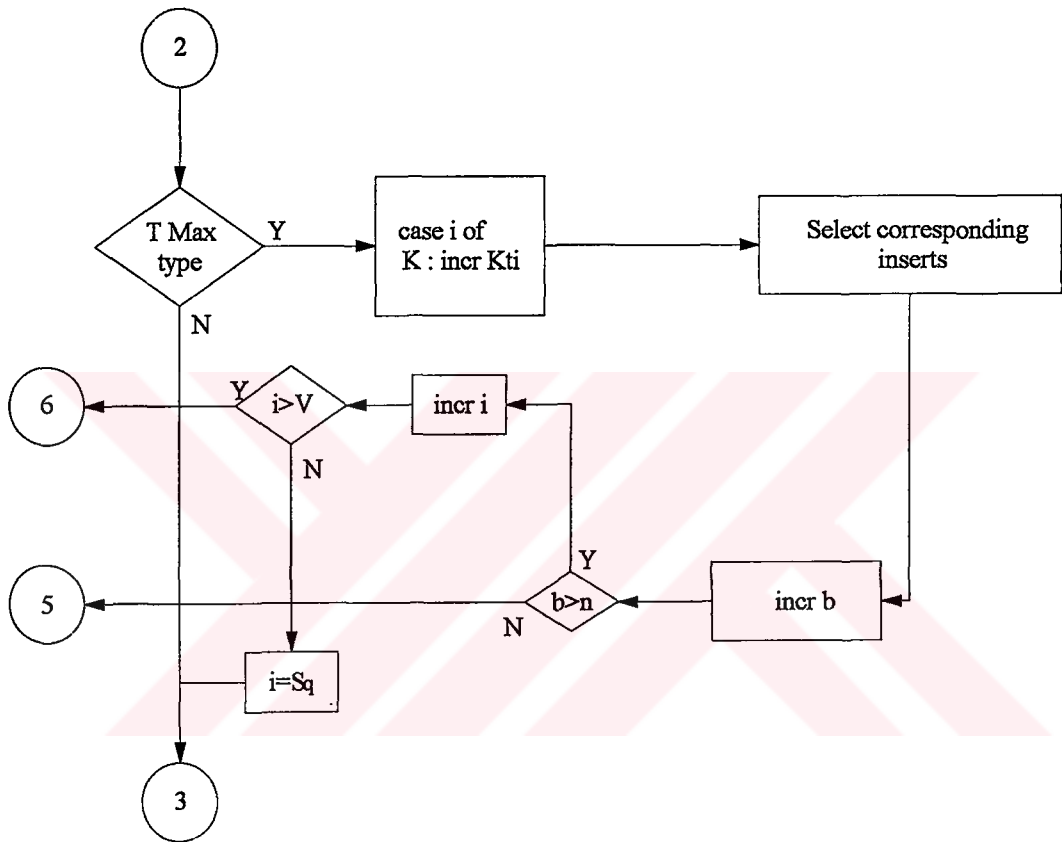 2
T Max
type
Y
case i of
K : incr Kti
Select corresponding
inserts
N
6
Y
i>V
incr i
N
Y
5
N
b>n
incr b
i=Sq
3